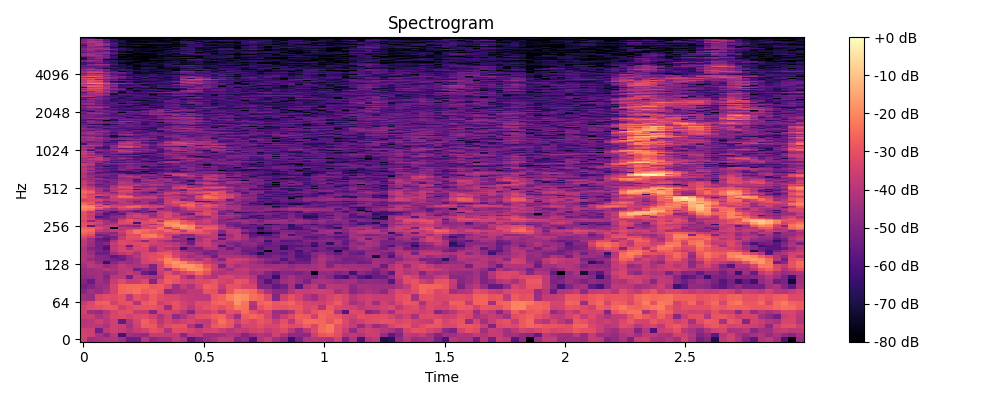 Spectrogram
Hz
4096
2048
1024
512
256
128
64
0
0
0.5
1
1.5
2
2.5
Time
+0 dB
-10 dB
-20 dB
-30 dB
-40 dB
-50 dB
-60 dB
-70 dB
-80 dB